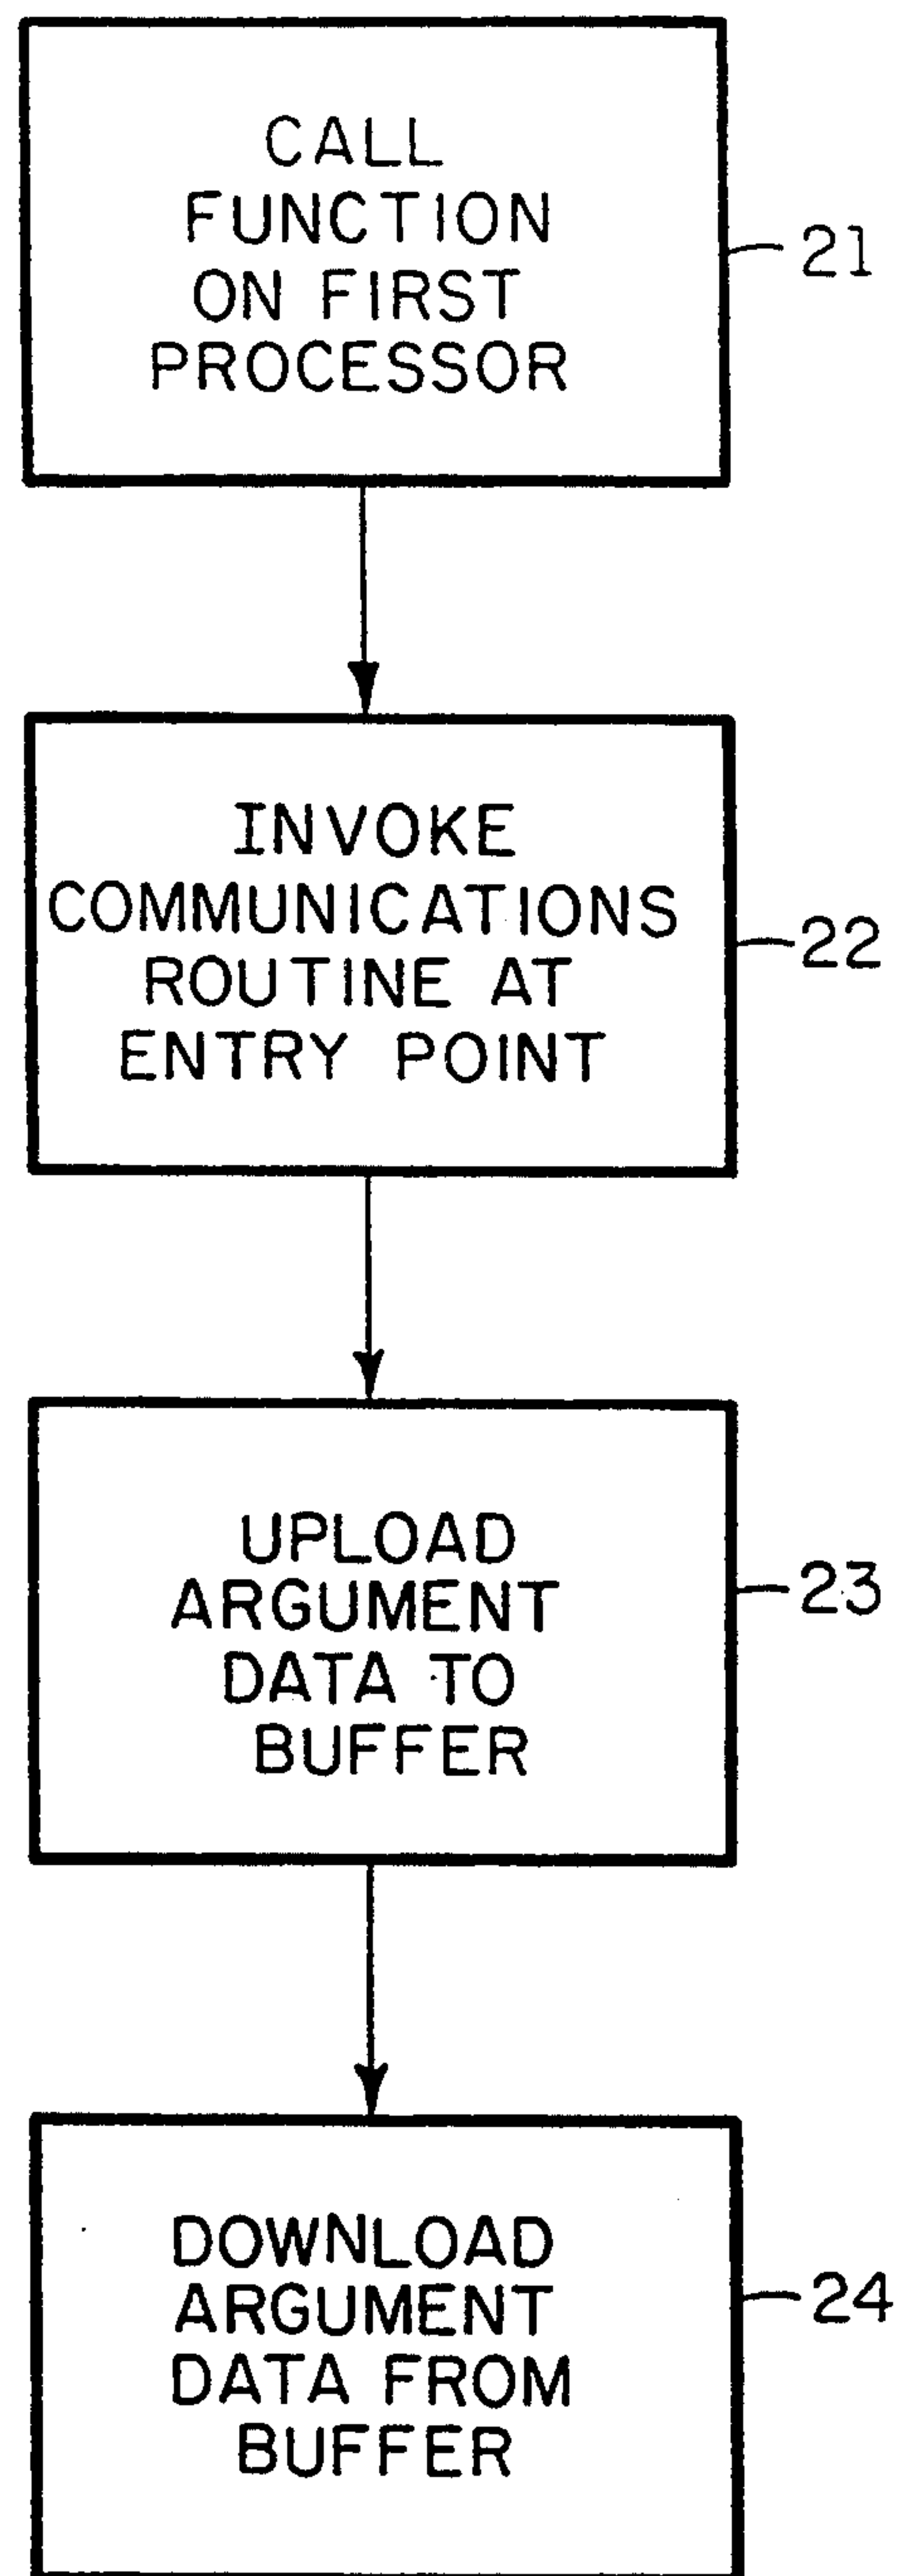 CALL
FUNCTION
ON FIRST
PROCESSOR
21
INVOKE
COMMUNICATIONS
ROUTINE AT
ENTRY POINT
22
UPLOAD
ARGUMENT
DATA TO
BUFFER
23
DOWNLOAD
ARGUMENT
DATA FROM
BUFFER
24